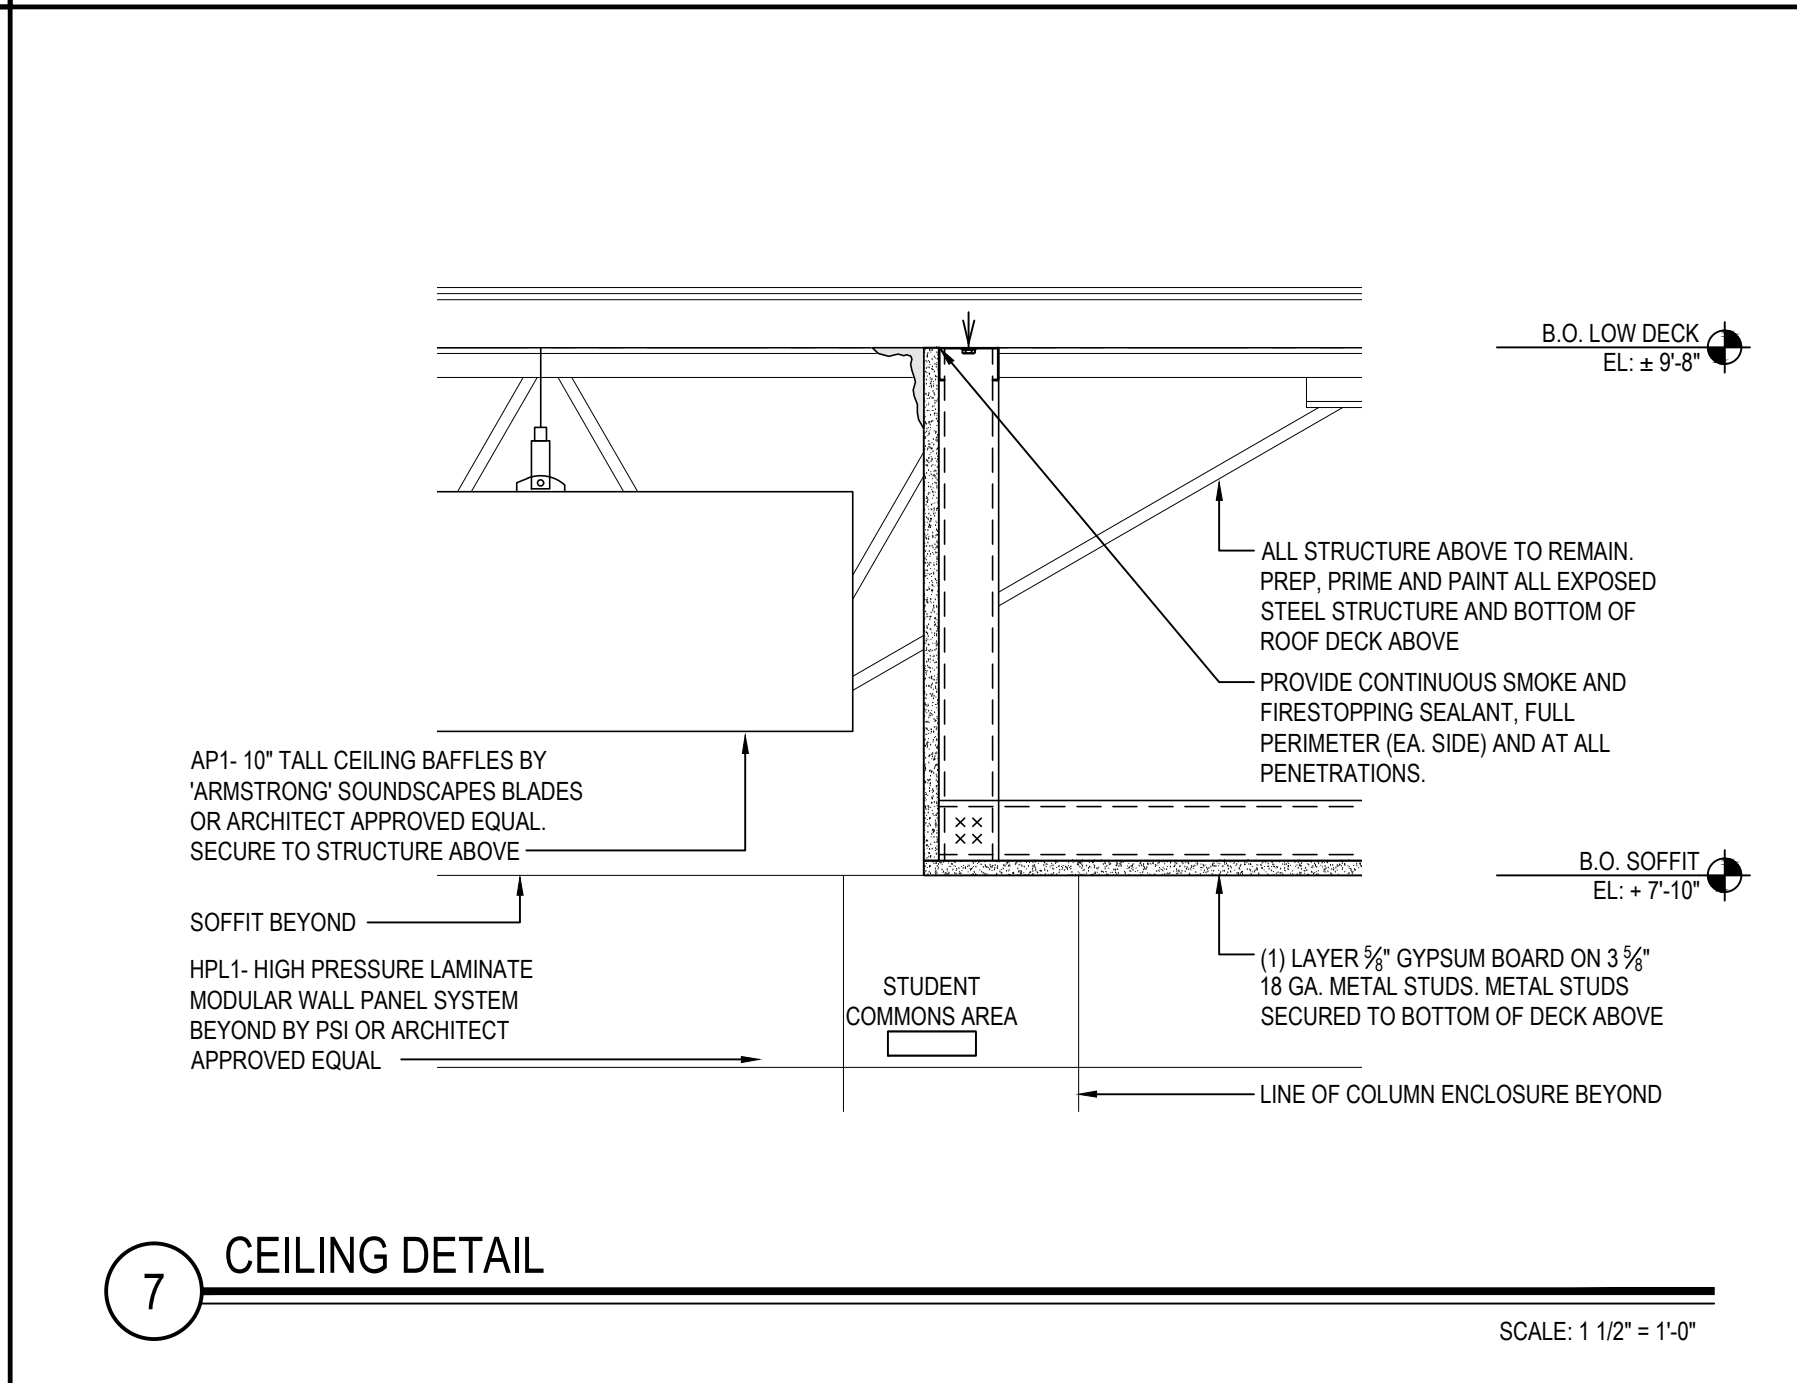 B.O. LOW DECK
EL: ± 9'-8"
ALL STRUCTURE ABOVE TO REMAIN.
PREP, PRIME AND PAINT ALL EXPOSED
STEEL STRUCTURE AND BOTTOM OF
ROOF DECK ABOVE
PROVIDE CONTINUOUS SMOKE AND
FIRESTOPPING SEALANT, FULL
PERIMETER (EA. SIDE) AND AT ALL
PENETRATIONS.
AP1- 10" TALL CEILING BAFFLES BY
'ARMSTRONG' SOUNDSCAPES BLADES
OR ARCHITECT APPROVED EQUAL.
SECURE TO STRUCTURE ABOVE
B.O. SOFFIT
EL: + 7'-10"
SOFFIT BEYOND
HPL1- HIGH PRESSURE LAMINATE
MODULAR WALL PANEL SYSTEM
BEYOND BY PSI OR ARCHITECT
APPROVED EQUAL
STUDENT
COMMONS AREA
(1) LAYER 5⁄8" GYPSUM BOARD ON 3 5⁄8"
18 GA. METAL STUDS. METAL STUDS
SECURED TO BOTTOM OF DECK ABOVE
LINE OF COLUMN ENCLOSURE BEYOND
7
CEILING DETAIL
SCALE: 1 1/2" = 1'-0"